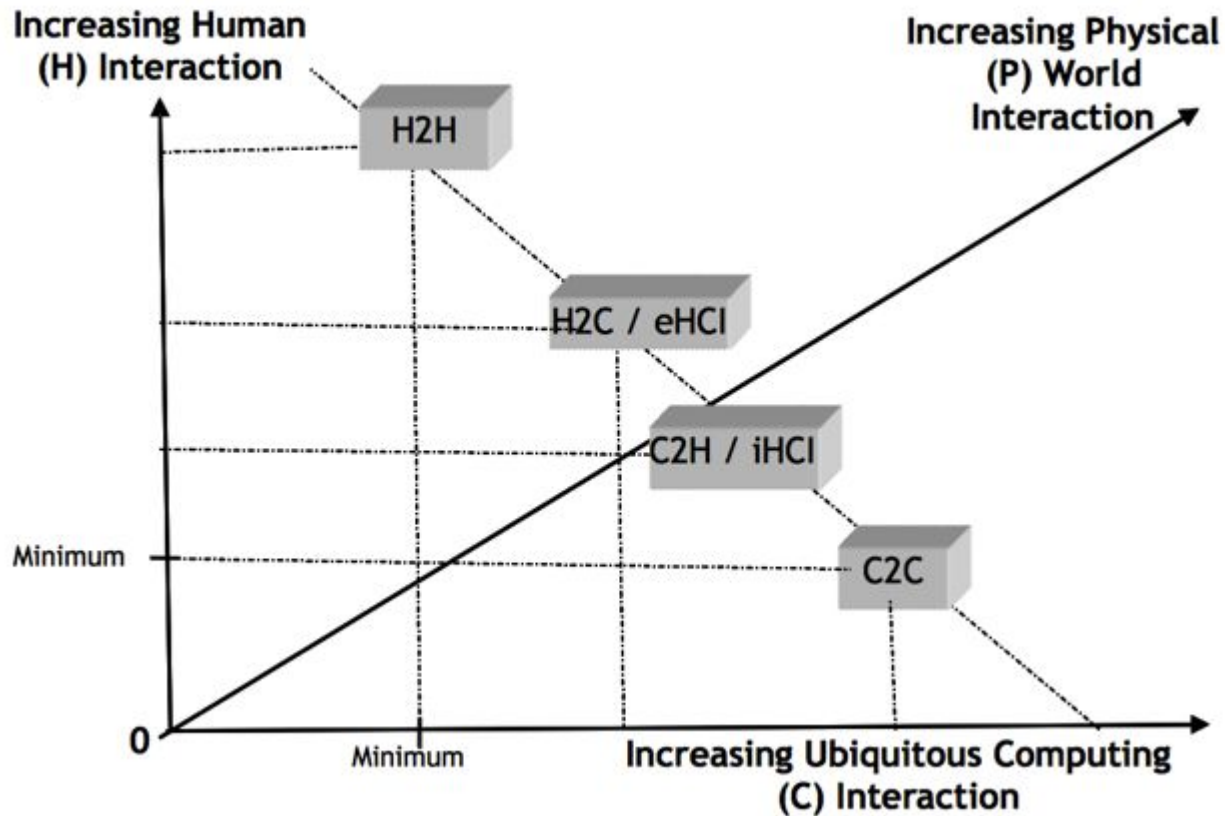 Increasing Human
(H) Interaction
Increasing Physical
(P) World
Interaction
H2H
H2C / eHCI
C2H / iHCI
Minimum
C2C
0
Minimum
Increasing Ubiquitous Computing
(C) Interaction